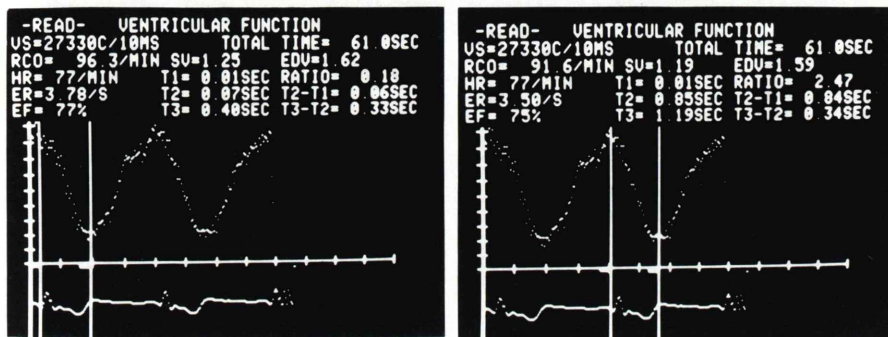 -READ- VENTRICULAR FUNCTION
VS=27330C/10MS TOTAL TIME= 61.0SEC
RCO= 96.3/MIN SV=1.25 EDV=1.62
HR= 77/MIN T1= 0.01SEC RATIO= 0.18
ER=3.78/S T2= 0.07SEC T2-T1= 0.06SEC
EF= 77% T3= 0.40SEC T3-T2= 0.33SEC
-READ- VENTRICULAR FUNCTION
VS=27330C/10MS TOTAL TIME= 61.0SEC
RCO= 91.6/MIN SV=1.19 EDV=1.59
HR= 77/MIN T1= 0.01SEC RATIO= 2.47
ER=3.50/S T2= 0.85SEC T2-T1= 0.84SEC
EF= 75% T3= 1.19SEC T3-T2= 0.34SEC